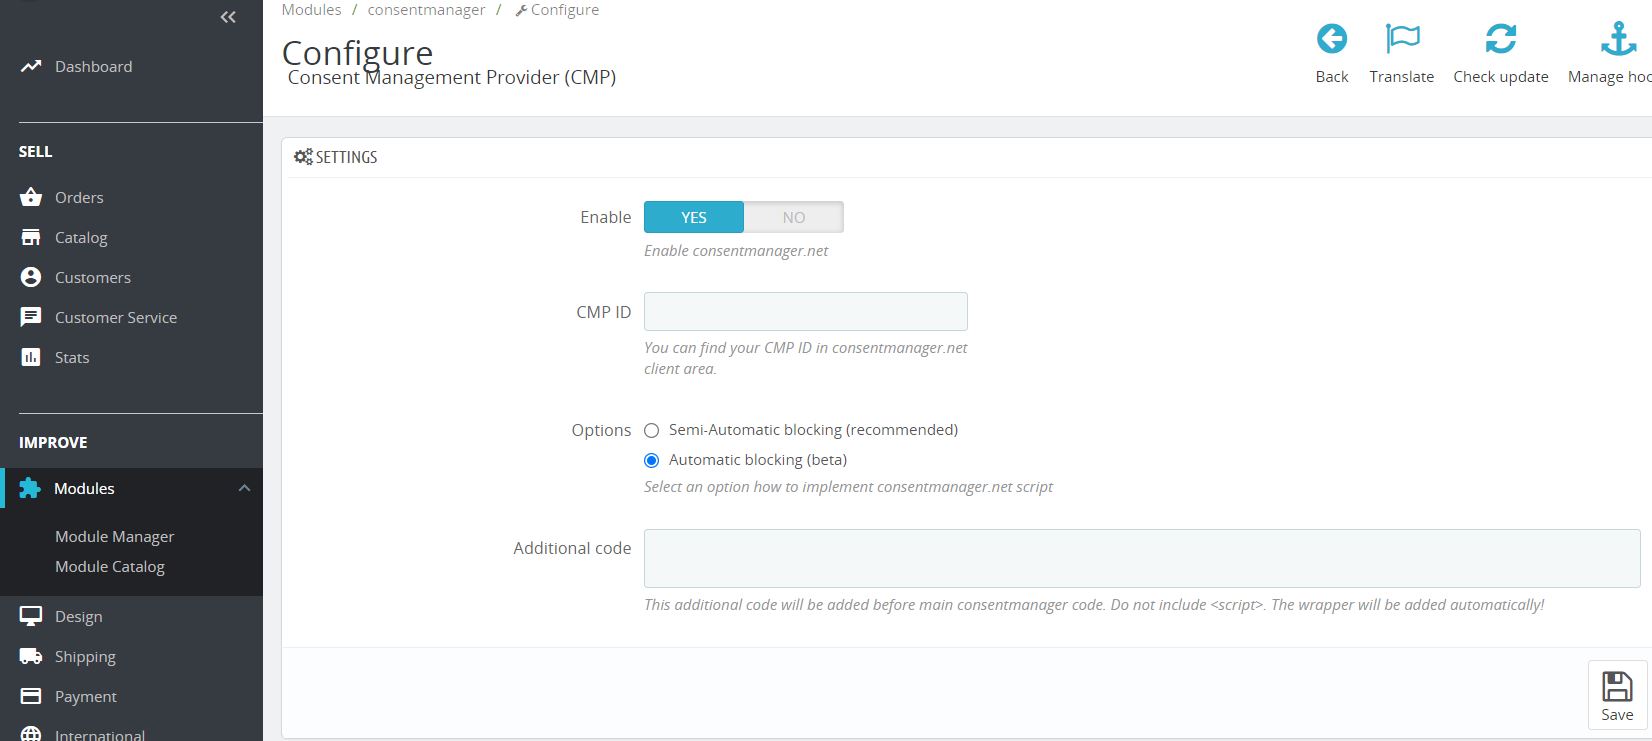 Dashboard
SELL
Orders
Catalog
Customers
Customer Service
Stats
IMPROVE
Modules
Module Manager
Module Catalog
Design
Shipping
Payment
International
Modules / consentmanager / Configure
Configure
Consent Management Provider (CMP)
Back
Translate
Check update
Manage hoo
SETTINGS
Enable YES NO
Enable consentmanager.net
CMP ID
You can find your CMP ID in consentmanager.net
client area.
Options Semi-Automatic blocking (recommended)
Automatic blocking (beta)
Select an option how to implement consentmanager.net script
Additional code
This additional code will be added before main consentmanager code. Do not include <script>. The wrapper will be added automatically!
Save